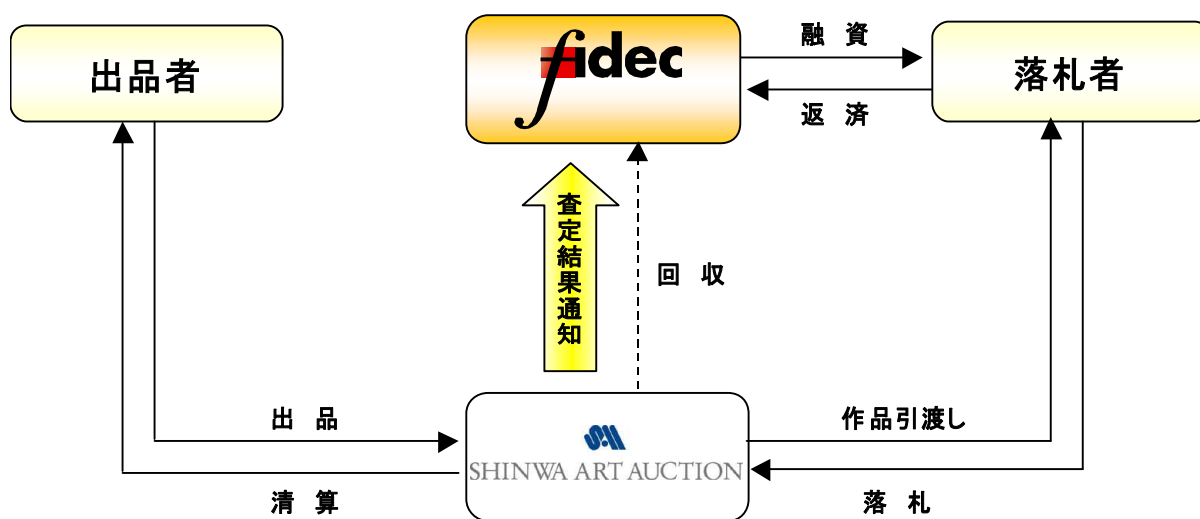 出品者
fidec
融 資
返 済
落札者
査定結果通知
回 収
出 品
清 算
SHINWA ART AUCTION
作品引渡し
落 札